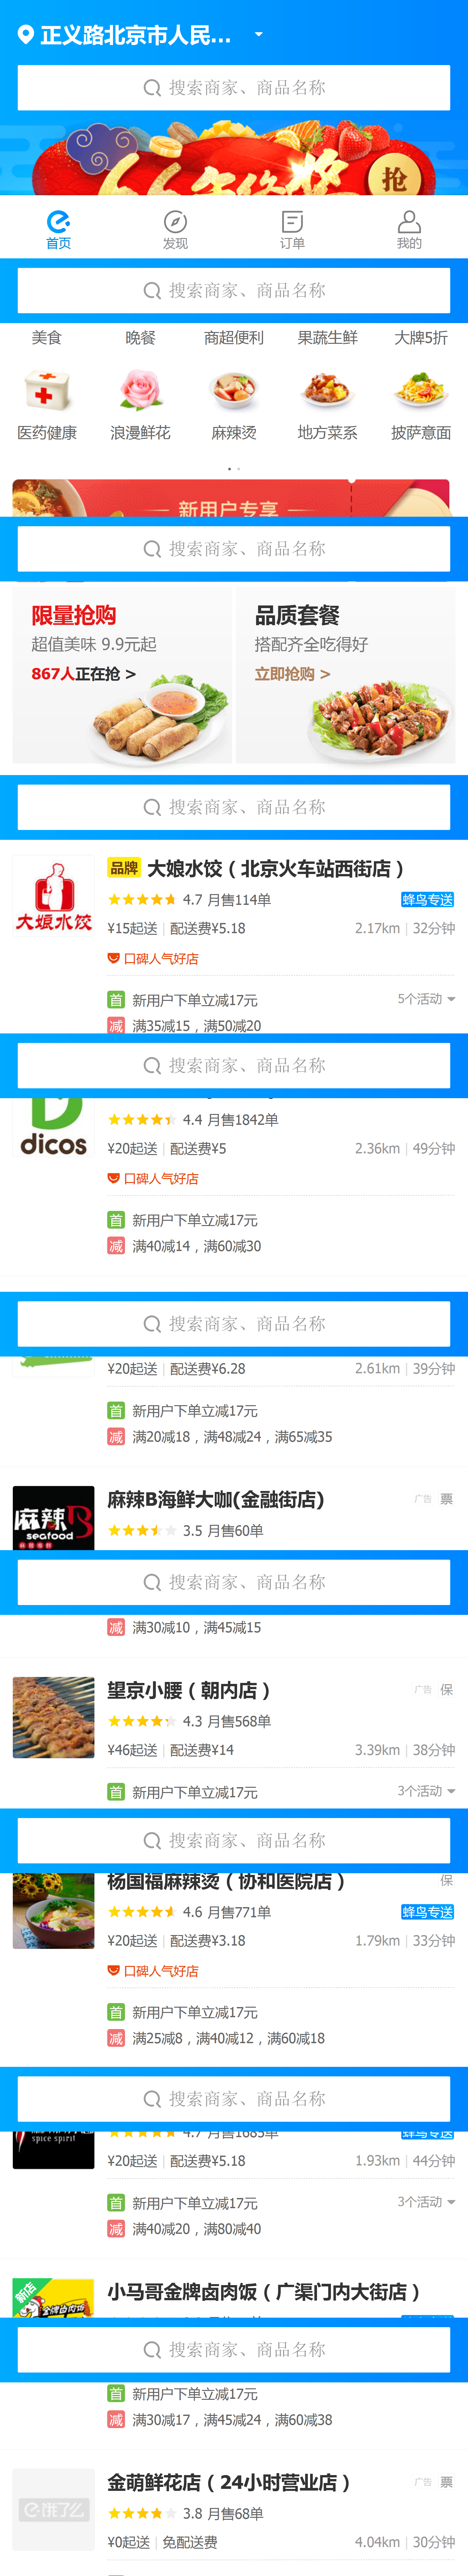 正义路北京市人民...
搜索商家、商品名称
抢
首页 发现 订单 我的
搜索商家、商品名称
美食 晚餐 商超便利 果蔬生鲜 大牌5折
医药健康 浪漫鲜花 麻辣烫 地方菜系 披萨意面
新用户专享
搜索商家、商品名称
限量抢购 品质套餐
超值美味 9.9元起 搭配齐全吃得好
867人正在抢 > 立即抢购 >
搜索商家、商品名称
品牌 大娘水饺（北京火车站西街店）
大娘水饺
4.7 月售114单 蜂鸟专送
¥15起送 | 配送费¥5.18 2.17km | 32分钟
口碑人气好店
首 新用户下单立减17元 5个活动
减 满35减15，满50减20
搜索商家、商品名称
4.4 月售1842单
dicos
¥20起送 | 配送费¥5 2.36km | 49分钟
口碑人气好店
首 新用户下单立减17元
减 满40减14，满60减30
搜索商家、商品名称
¥20起送 | 配送费¥6.28 2.61km | 39分钟
首 新用户下单立减17元
减 满20减18，满48减24，满65减35
麻辣B海鲜大咖(金融街店) 广告 票
麻辣B
seafood
3.5 月售60单
搜索商家、商品名称
减 满30减10，满45减15
望京小腰（朝内店） 广告 保
4.3 月售568单
¥46起送 | 配送费¥14 3.39km | 38分钟
首 新用户下单立减17元 3个活动
搜索商家、商品名称
杨国福麻辣烫（协和医院店） 保
4.6 月售771单 蜂鸟专送
¥20起送 | 配送费¥3.18 1.79km | 33分钟
口碑人气好店
首 新用户下单立减17元
减 满25减8，满40减12，满60减18
搜索商家、商品名称
4.7 月售1685单 蜂鸟专送
spice spirit
¥20起送 | 配送费¥5.18 1.93km | 44分钟
首 新用户下单立减17元 3个活动
减 满40减20，满80减40
新店
小马哥金牌卤肉饭（广渠门内大街店）
搜索商家、商品名称
首 新用户下单立减17元
减 满30减17，满45减24，满60减38
金萌鲜花店（24小时营业店） 广告 票
饿了么
3.8 月售68单
¥0起送 | 免配送费 4.04km | 30分钟